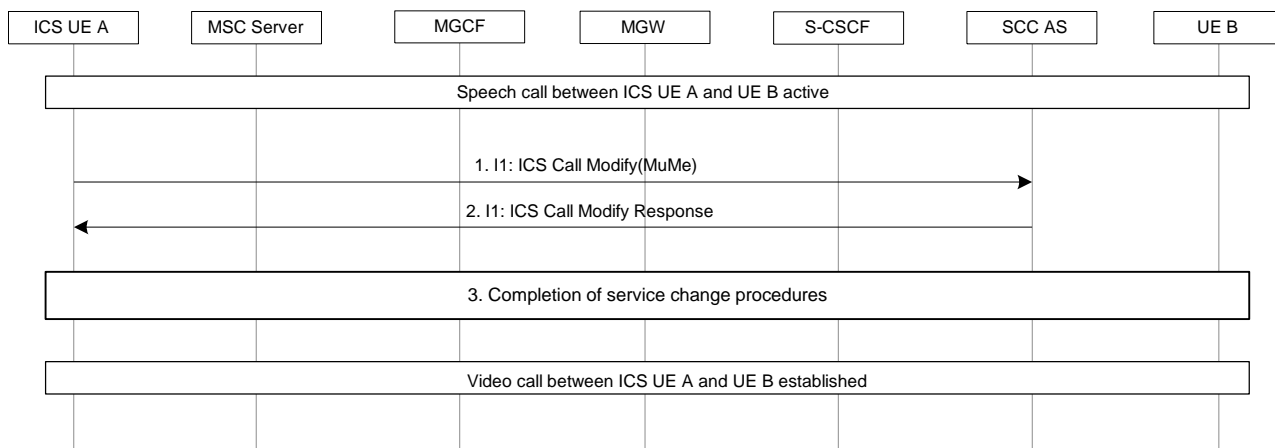 ICS UE A
MSC Server
MGCF
MGW
S-CSCF
SCC AS
UE B
Speech call between ICS UE A and UE B active
1. I1: ICS Call Modify(MuMe)
2. I1: ICS Call Modify Response
3. Completion of service change procedures
Video call between ICS UE A and UE B established